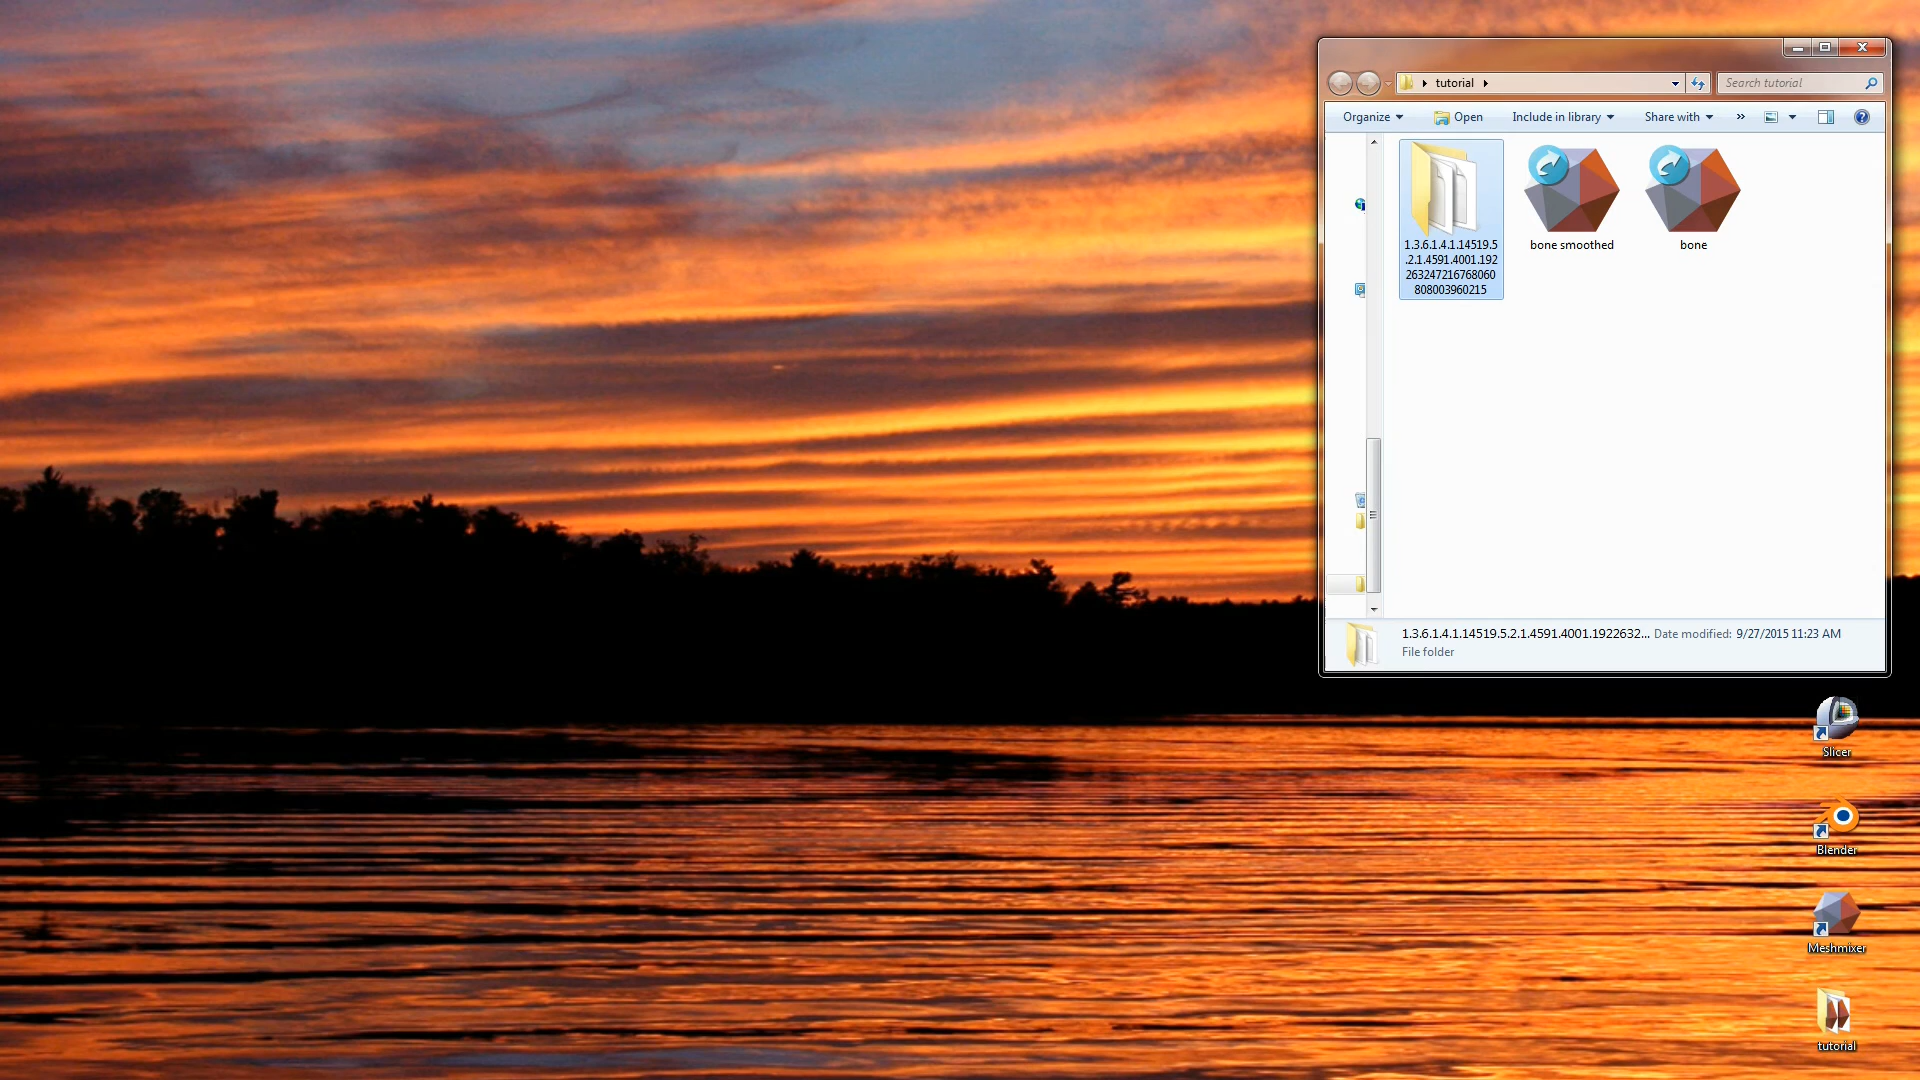 tutorial
Search tutorial
Organize
Open
Include in library
Share with
»
1.3.6.1.4.1.14519.5
.2.1.4591.4001.192
263247216768060
808003960215
bone smoothed
bone
1.3.6.1.4.1.14519.5.2.1.4591.4001.1922632... Date modified: 9/27/2015 11:23 AM
File folder
Slicer
Blender
Meshmixer
tutorial